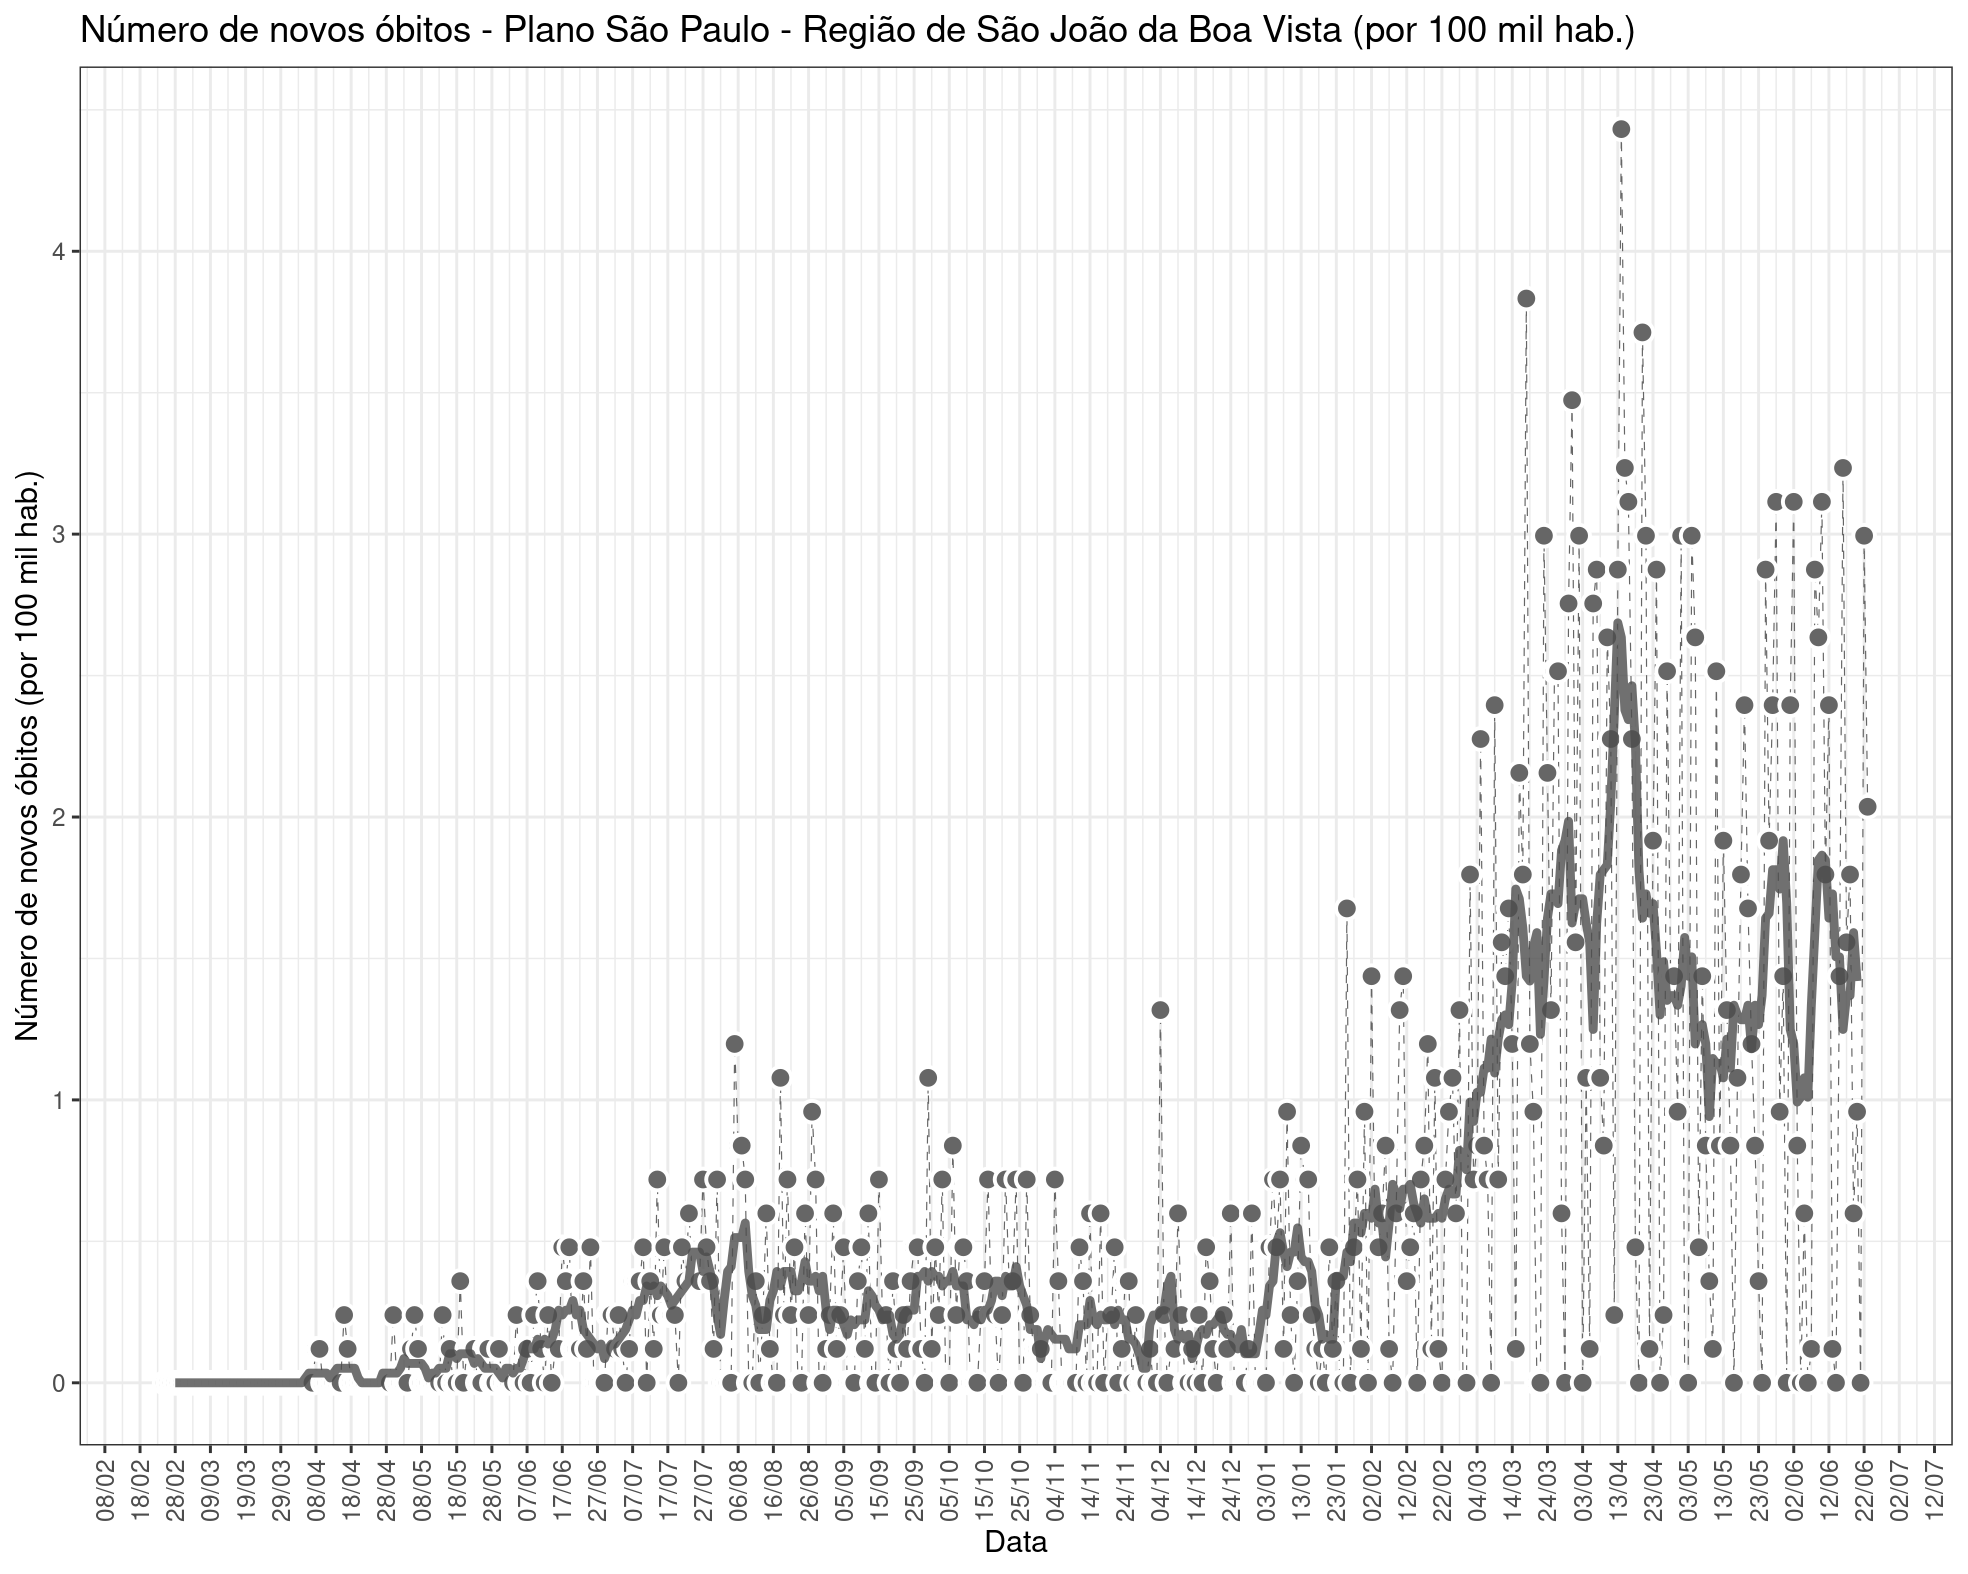 Número de novos óbitos - Plano São Paulo - Região de São João da Boa Vista (por 100 mil hab.)
Número de novos óbitos (por 100 mil hab.)
4
3
2
1
0
08/02 18/02 28/02 09/03 19/03 29/03 08/04 18/04 28/04 08/05 18/05 28/05 07/06 17/06 27/06 07/07 17/07 27/07 06/08 16/08 26/08 05/09 15/09 25/09 05/10 15/10 25/10 04/11 14/11 24/11 04/12 14/12 24/12 03/01 13/01 23/01 02/02 12/02 22/02 04/03 14/03 24/03 03/04 13/04 23/04 03/05 13/05 23/05 02/06 12/06 22/06 02/07 12/07
Data